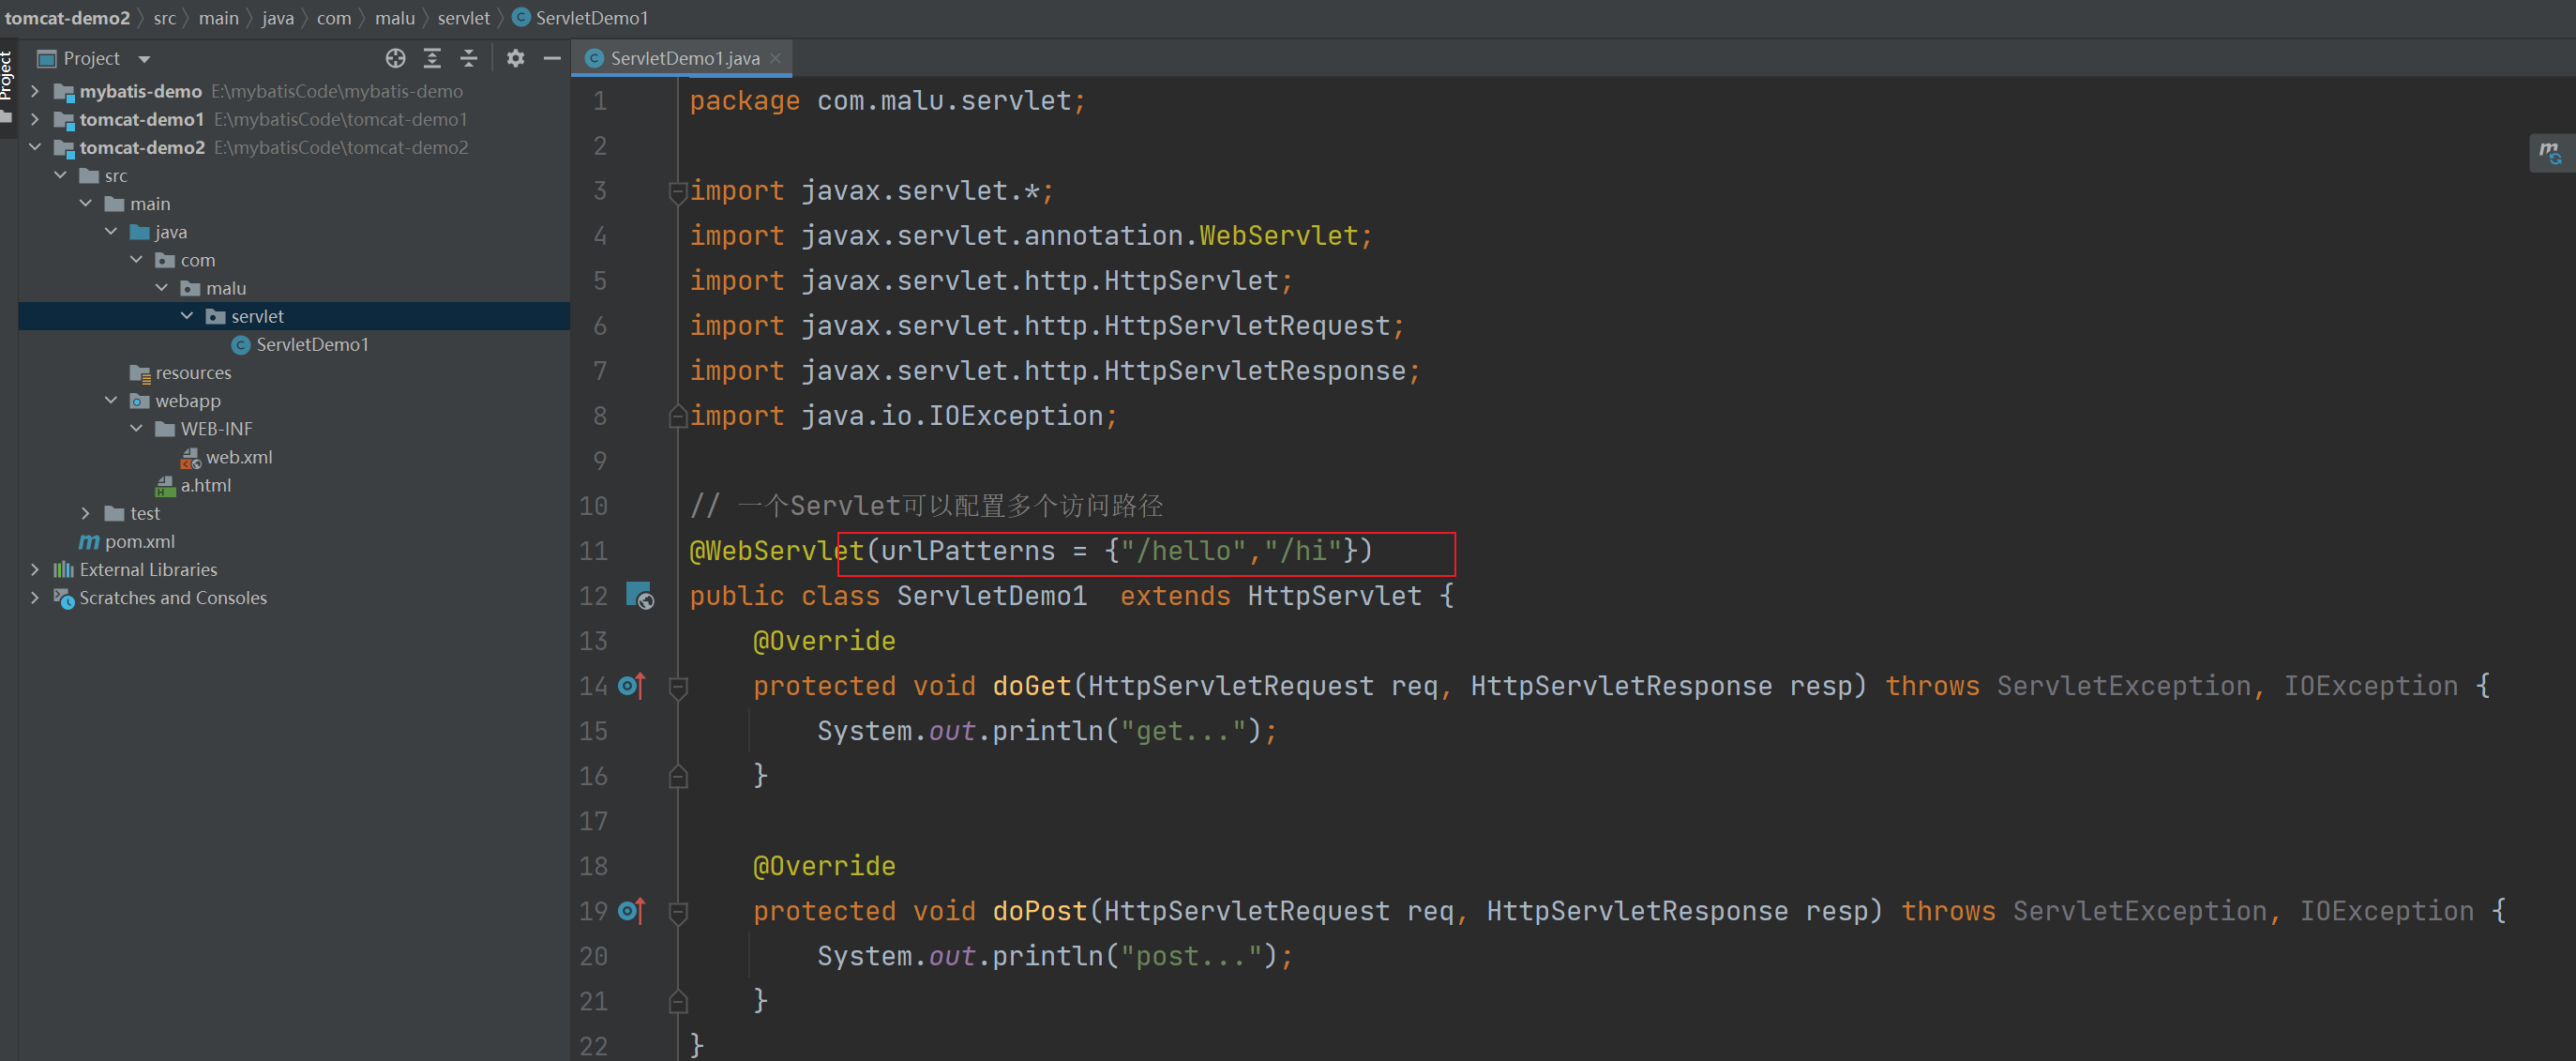 tomcat-demo2 src main java com malu servlet ServletDemo1
Project
Project
mybatis-demo E:\mybatisCode\mybatis-demo
tomcat-demo1 E:\mybatisCode\tomcat-demo1
tomcat-demo2 E:\mybatisCode\tomcat-demo2
src
main
java
com
malu
servlet
ServletDemo1
resources
webapp
WEB-INF
web.xml
a.html
test
pom.xml
External Libraries
Scratches and Consoles
ServletDemo1.java
1 package com.malu.servlet;
2
3 import javax.servlet.*;
4 import javax.servlet.annotation.WebServlet;
5 import javax.servlet.http.HttpServlet;
6 import javax.servlet.http.HttpServletRequest;
7 import javax.servlet.http.HttpServletResponse;
8 import java.io.IOException;
9
10 // 一个Servlet可以配置多个访问路径
11 @WebServlet(urlPatterns = {"/hello","/hi"})
12 public class ServletDemo1  extends HttpServlet {
13     @Override
14     protected void doGet(HttpServletRequest req, HttpServletResponse resp) throws ServletException, IOException {
15         System.out.println("get...");
16     }
17
18     @Override
19     protected void doPost(HttpServletRequest req, HttpServletResponse resp) throws ServletException, IOException {
20         System.out.println("post...");
21     }
22 }